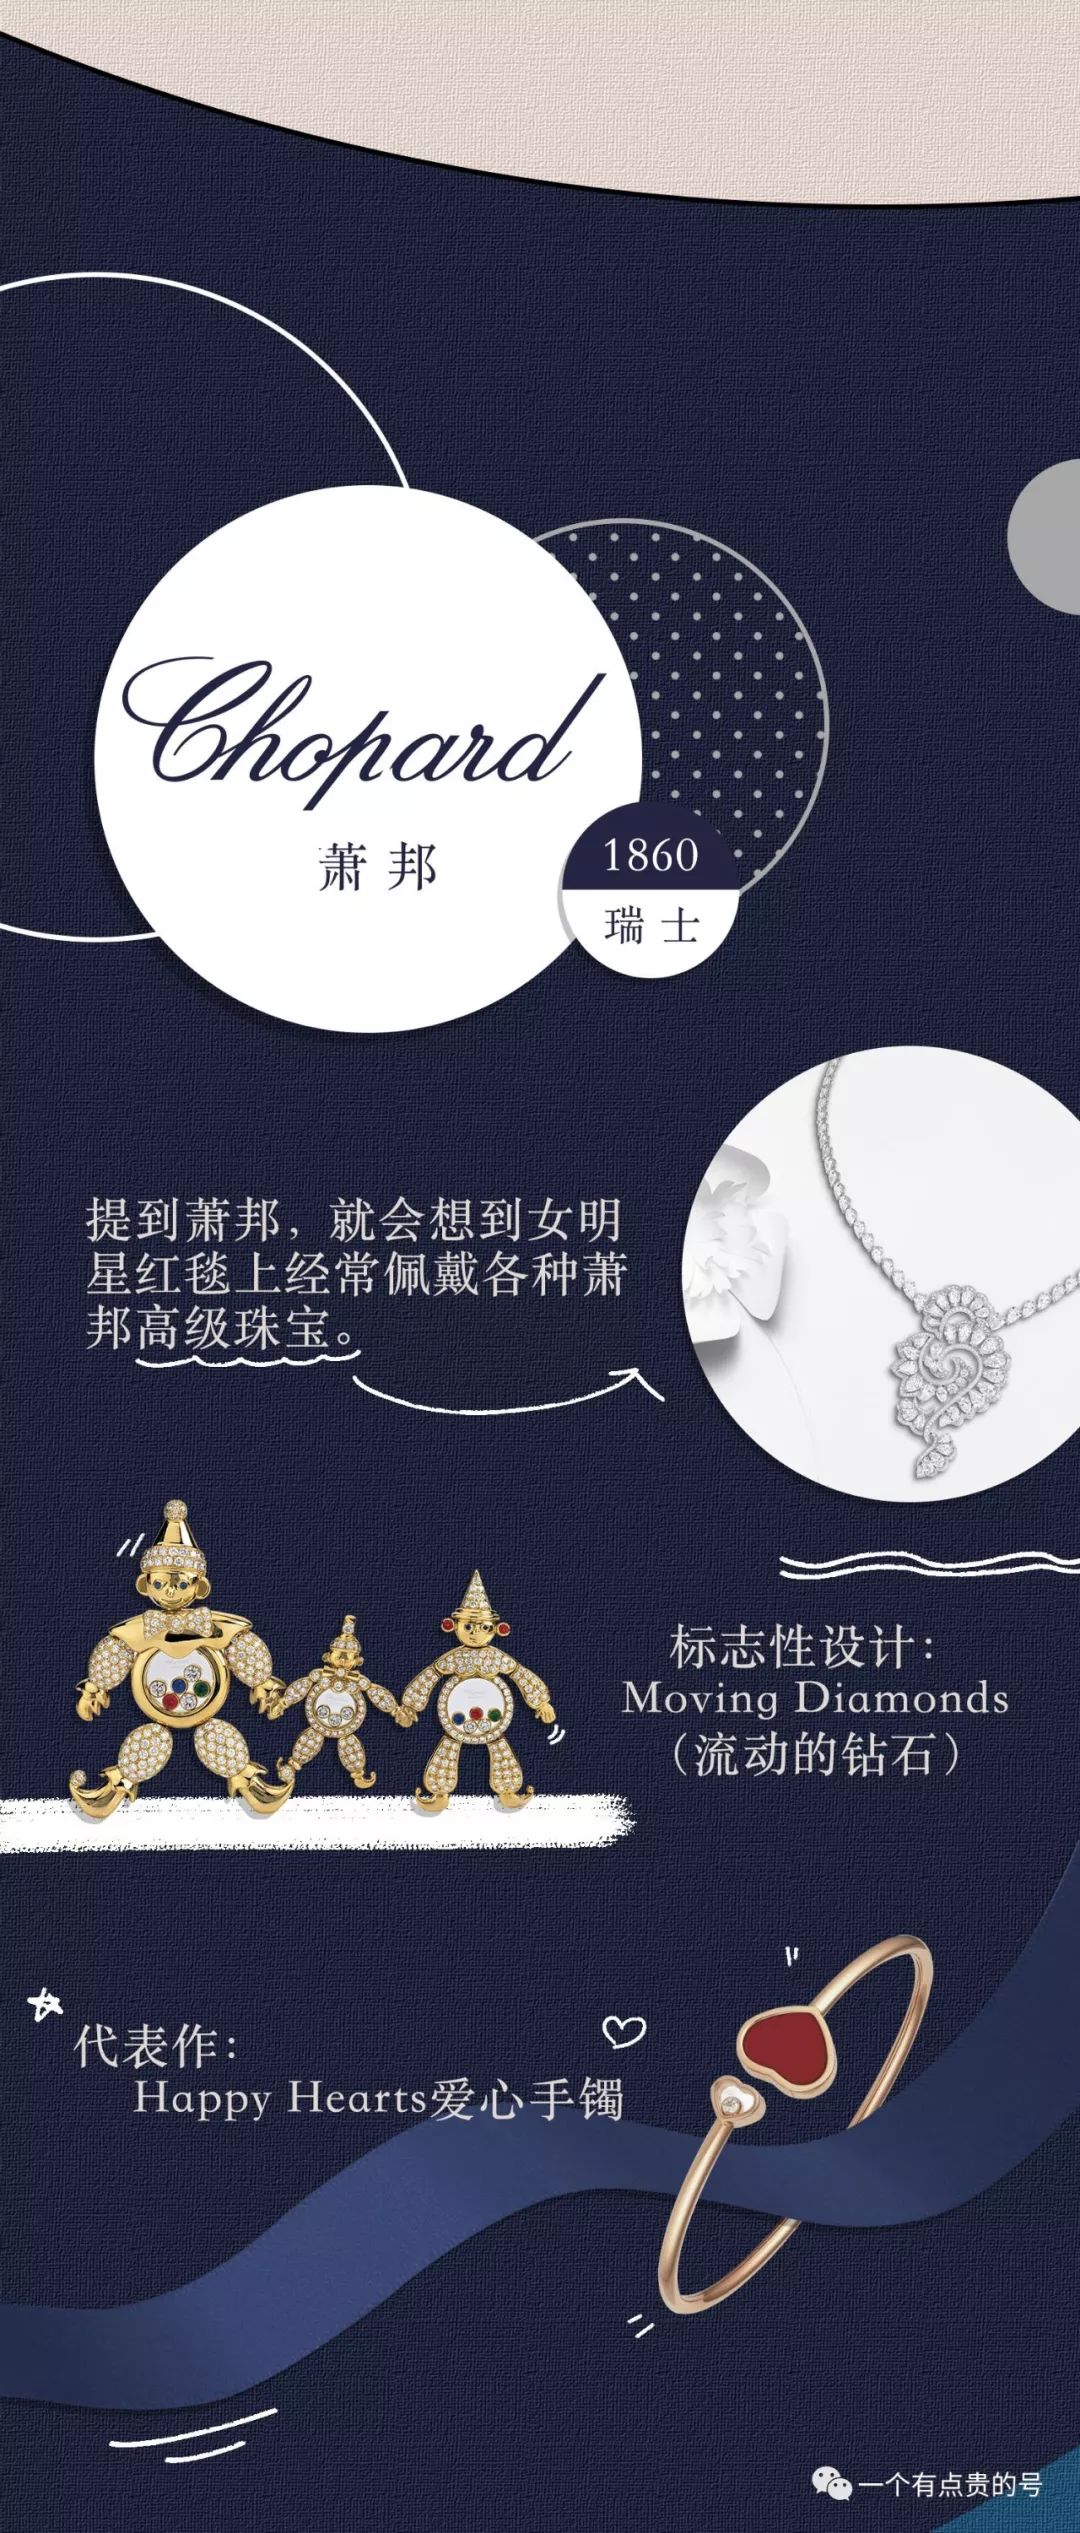 Chopard
萧邦
1860
瑞士
提到萧邦，就会想到女明
星红毯上经常佩戴各种萧
邦高级珠宝。
标志性设计：
Moving Diamonds
（流动的钻石）
代表作：
Happy Hearts爱心手镯
一个有点贵的号